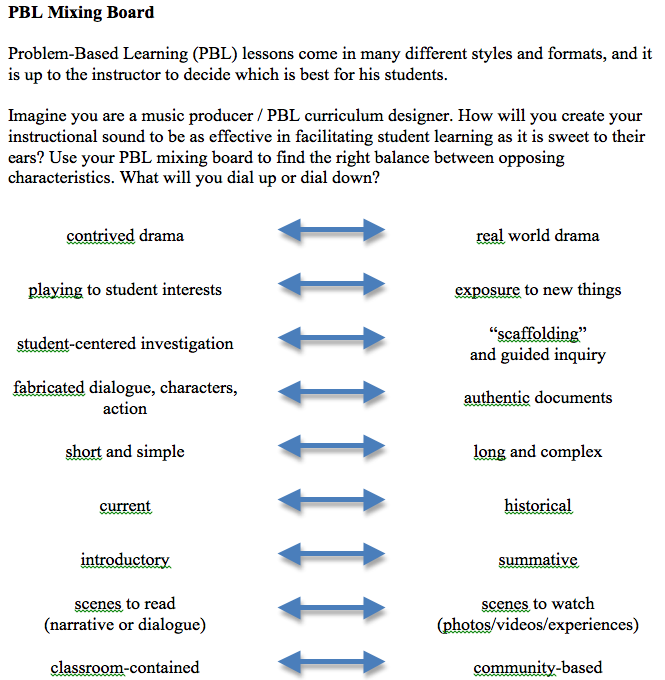 PBL Mixing Board
Problem-Based Learning (PBL) lessons come in many different styles and formats, and it
is up to the instructor to decide which is best for his students.
Imagine you are a music producer / PBL curriculum designer. How will you create your
instructional sound to be as effective in facilitating student learning as it is sweet to their
ears? Use your PBL mixing board to find the right balance between opposing
characteristics. What will you dial up or dial down?
contrived drama
real world drama
playing to student interests
exposure to new things
student-centered investigation
“scaffolding”
and guided inquiry
fabricated dialogue, characters,
action
authentic documents
short and simple
long and complex
current
historical
introductory
summative
scenes to read
(narrative or dialogue)
scenes to watch
(photos/videos/experiences)
classroom-contained
community-based